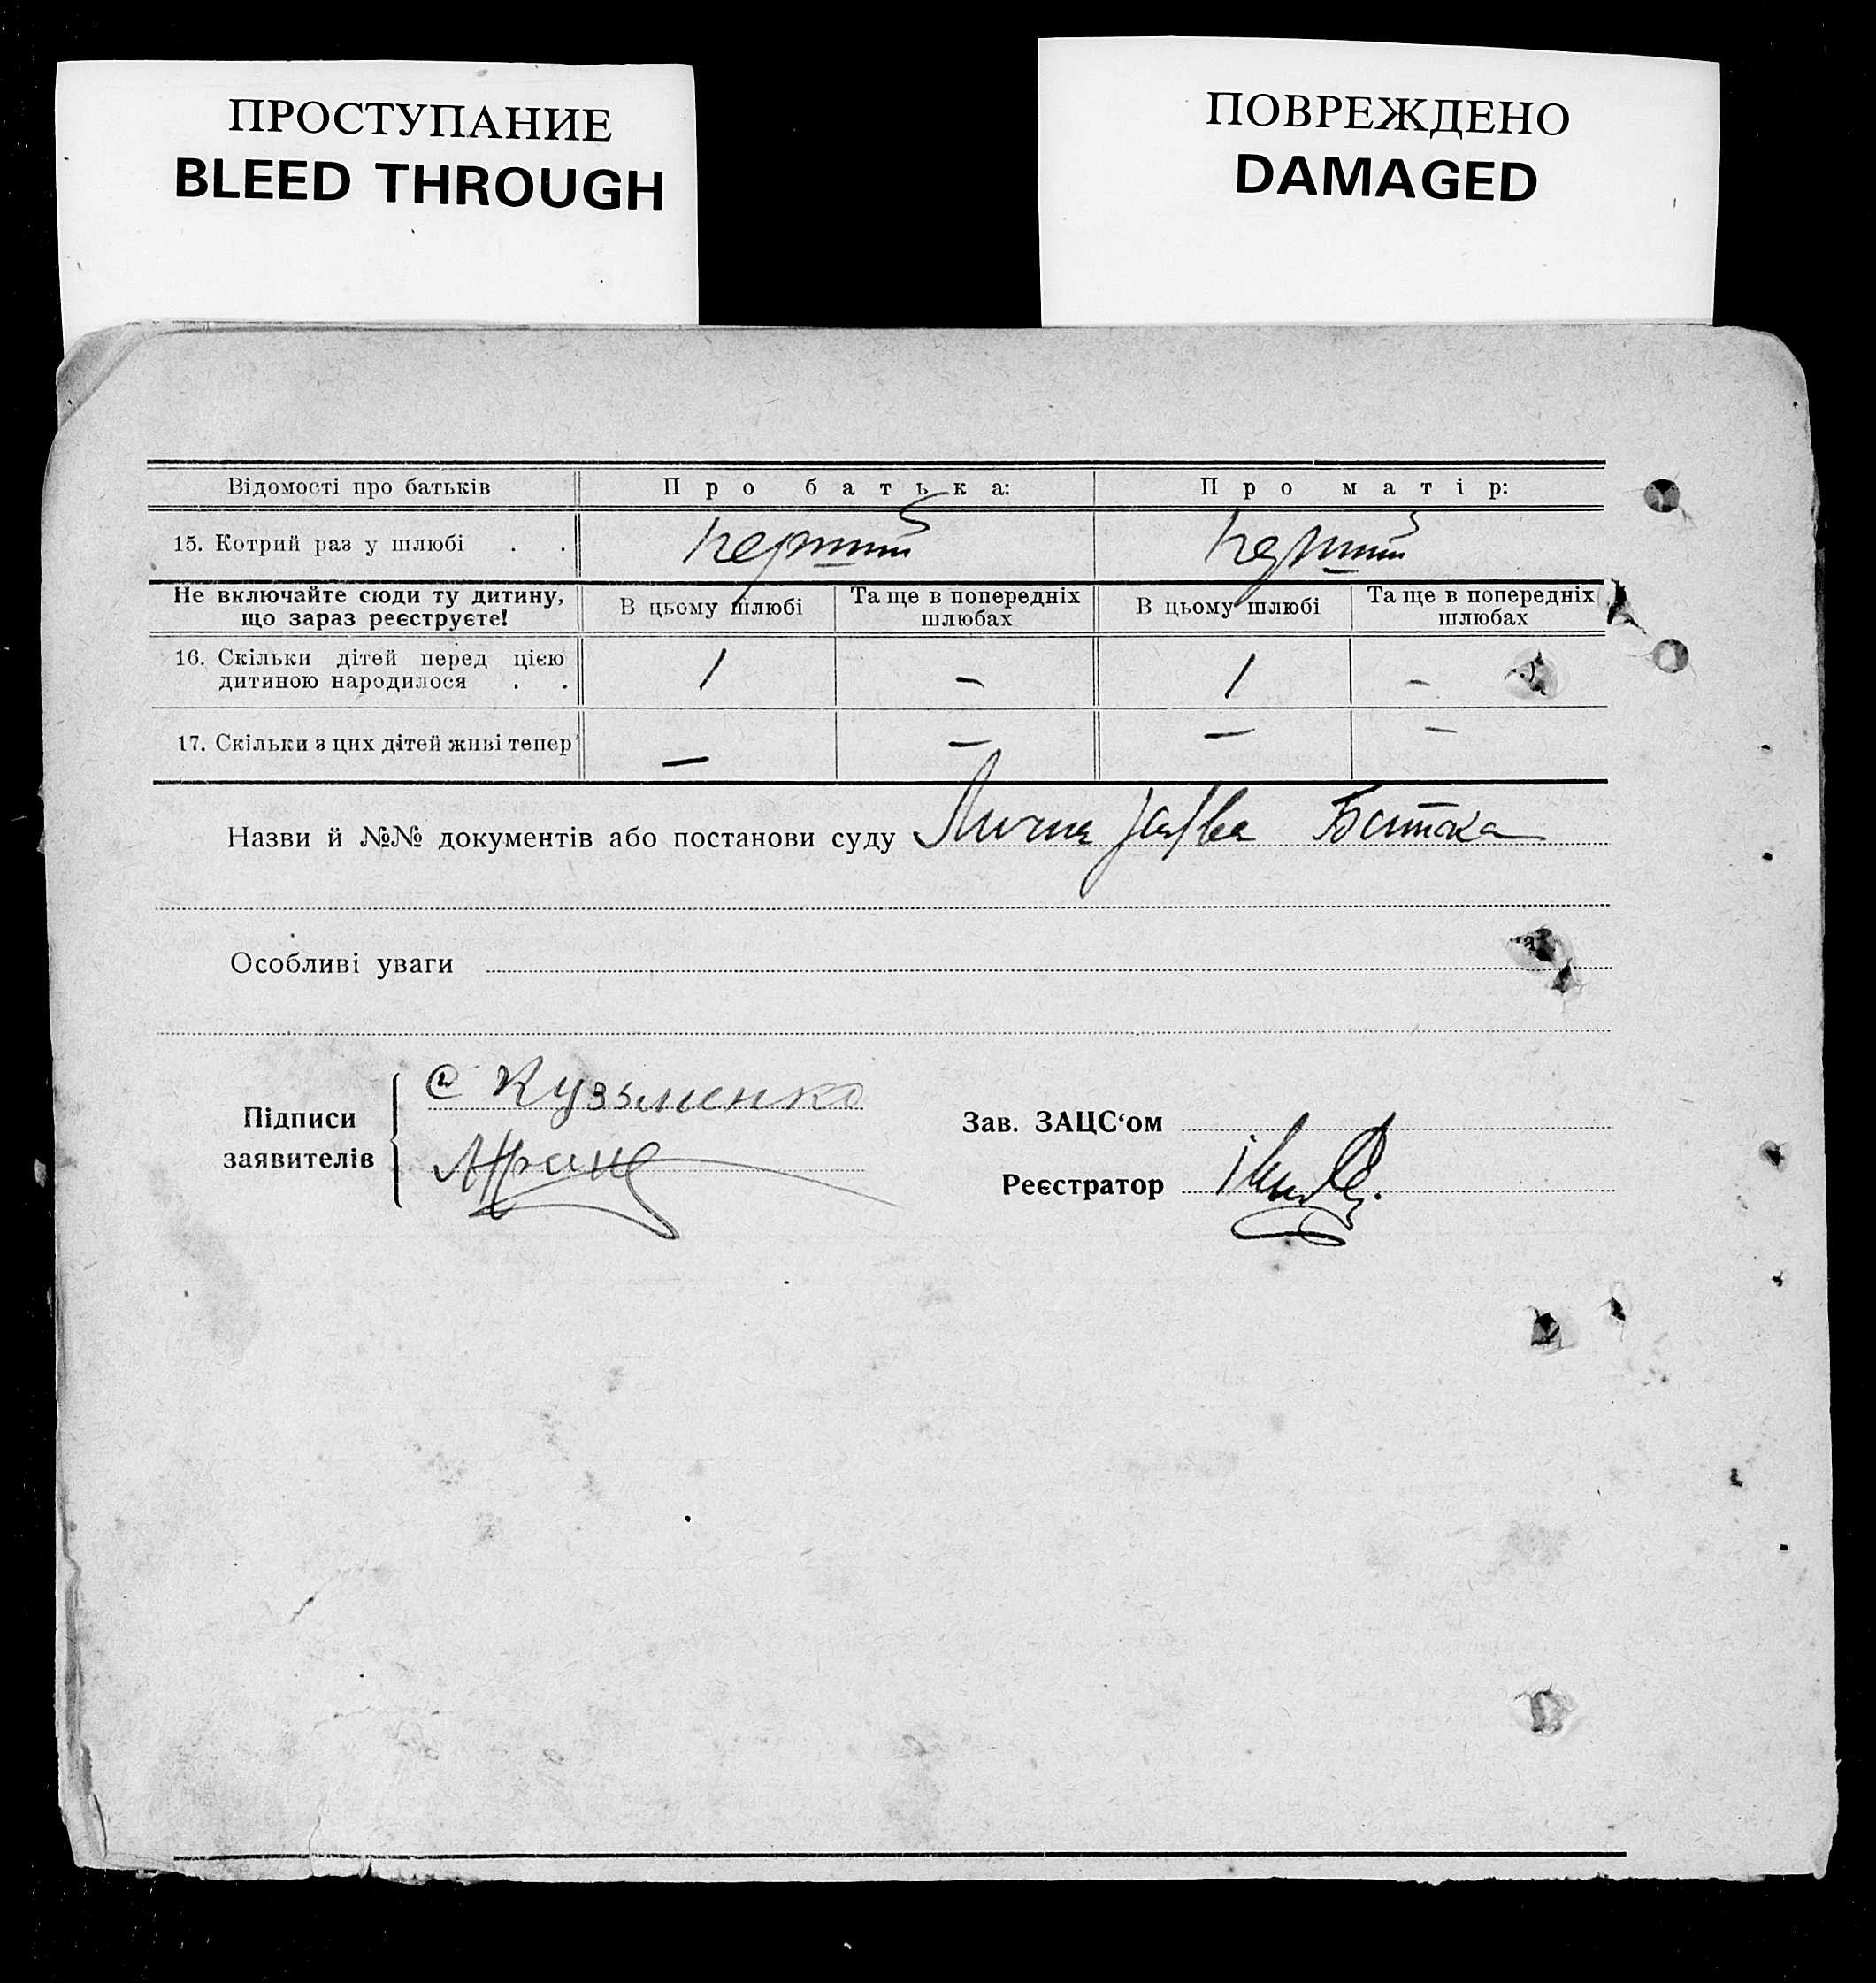 ПРОСТУПАНИЕ
BLEED THROUGH
ПОВРЕЖДЕНО
DAMAGED
Відомості про батьків Про батька: Про матір:
15. Котрий раз у шлюбі . . перший перший
Не включайте сюди ту дитину, що зараз реєструєте! В цьому шлюбі Та ще в попередніх шлюбах В цьому шлюбі Та ще в попередніх шлюбах
16. Скільки дітей перед цією дитиною народилося . . 1 – 1 –
17. Скільки з цих дітей живі тепер – – – –
Назви й №№ документів або постанови суду Лична Батька
Особливі уваги
Підписи заявителів
С Кузьменко
Зав. ЗАЦС‘ом
Реєстратор